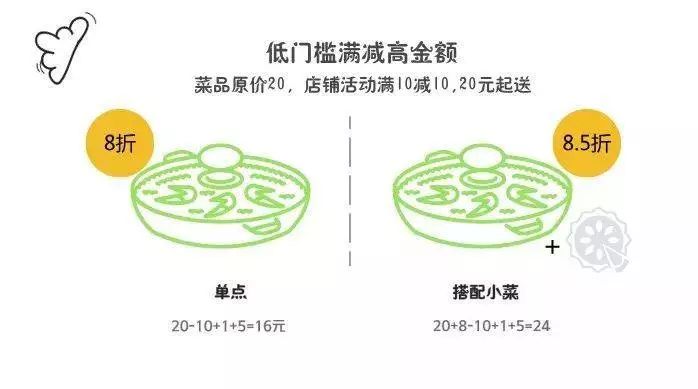 低门槛满减高金额
菜品原价20，店铺活动满10减10,20元起送
8折
8.5折
+
单点
搭配小菜
20-10+1+5=16元
20+8-10+1+5=24